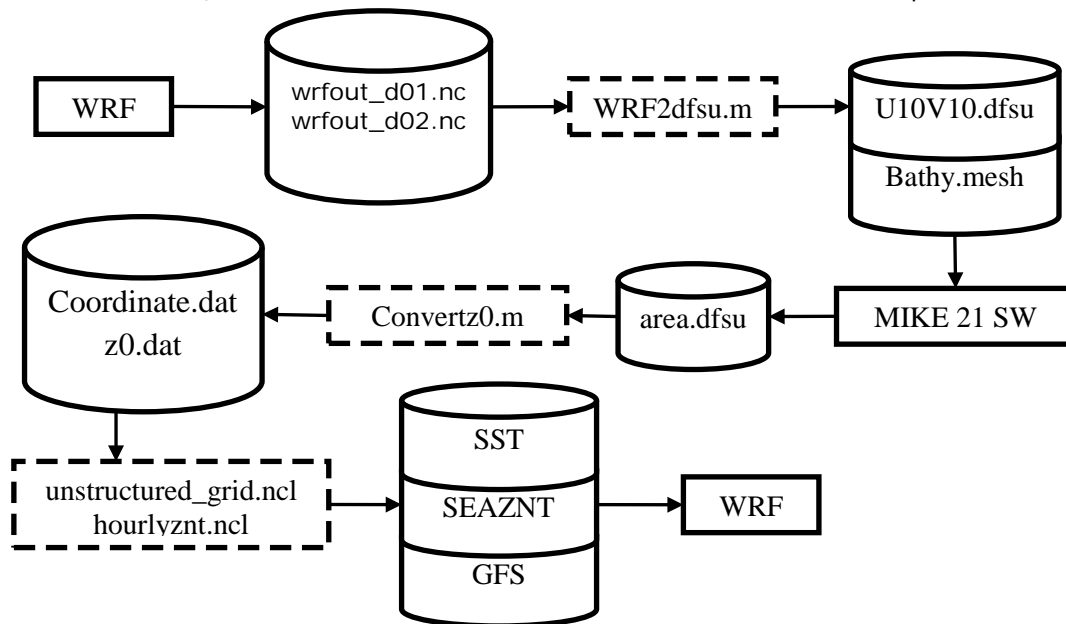 WRF
wrfout_d01.nc
wrfout_d02.nc
WRF2dfsu.m
U10V10.dfsu
Bathy.mesh
Coordinate.dat
z0.dat
Convertz0.m
area.dfsu
MIKE 21 SW
unstructured_grid.ncl
hourlyznt.ncl
SST
SEAZNT
GFS
WRF